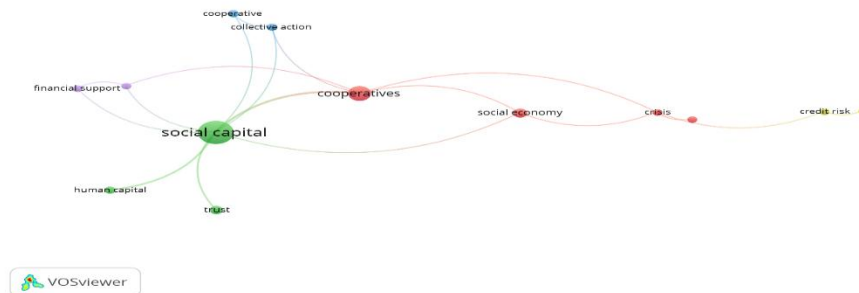 cooperative
collective action
financial support
cooperatives
social economy
crisis
credit risk
social capital
human capital
trust
VOSviewer